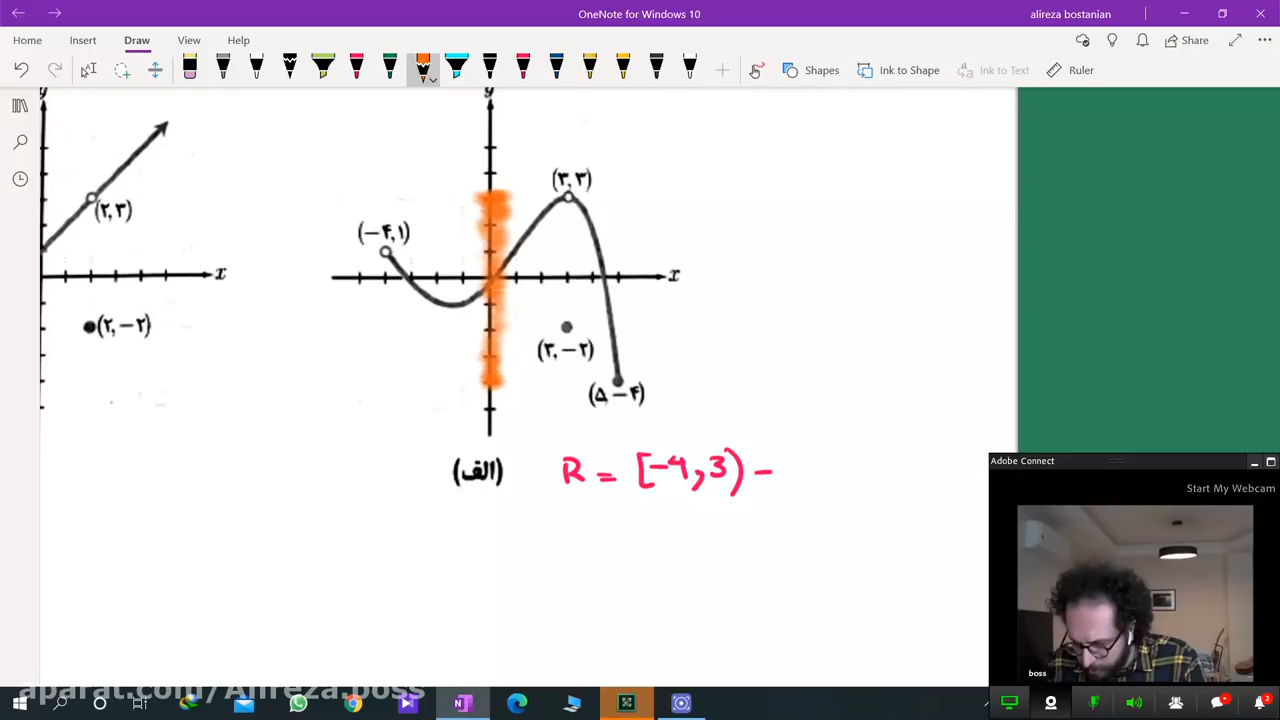 OneNote for Windows 10
alireza bostanian
Home
Insert
Draw
View
Help
Share
Shapes
Ink to Shape
Ink to Text
Ruler
y
(۲,۳)
x
(۲,−۲)
y
(۳,۳)
(−۴,۱)
x
(۳,−۲)
(۵,−۴)
(الف)
R = [-4,3) -
Adobe Connect
Start My Webcam
boss
2
aparat.com/Alireza.boss